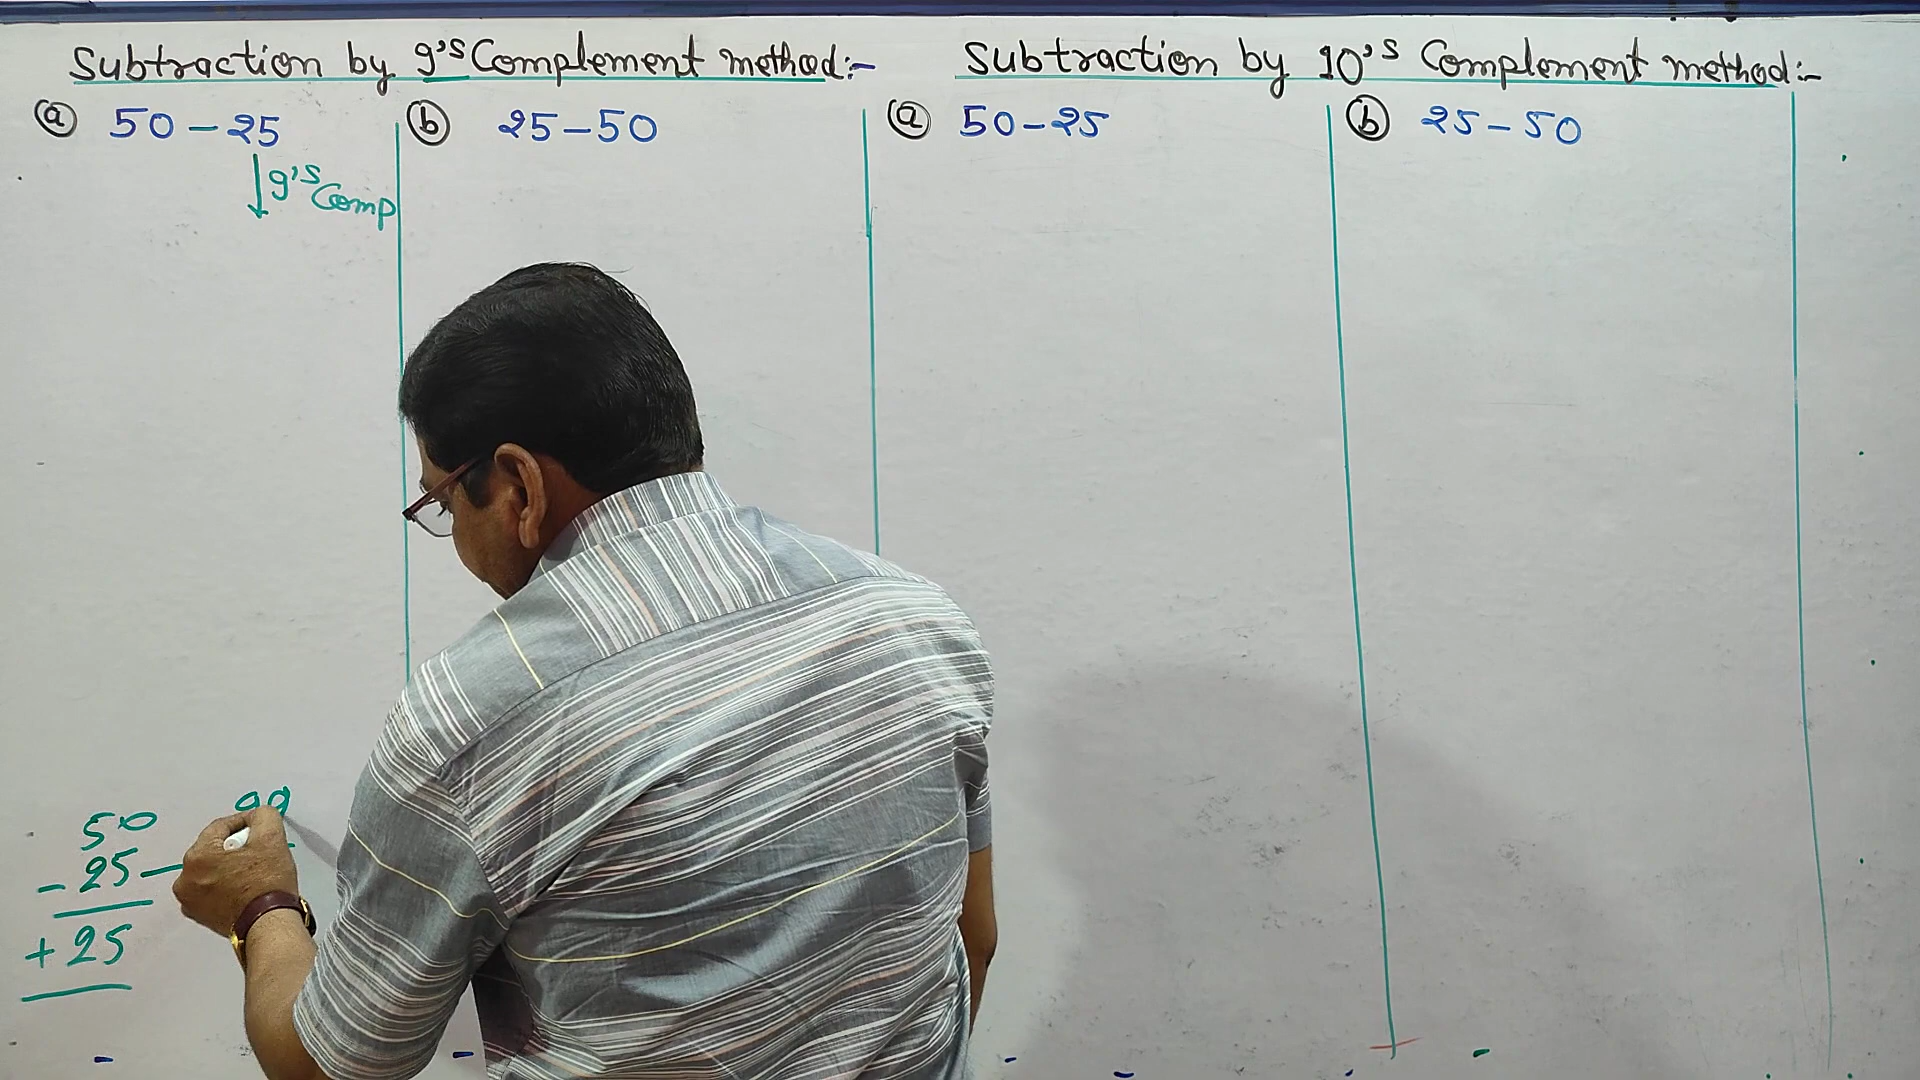 Subtraction by 9's Complement method:-
(a) 50-25
(b) 25-50
9's Comp
50
-25-
+25
99
Subtraction by 10's Complement method:-
(a) 50-25
(b) 25-50